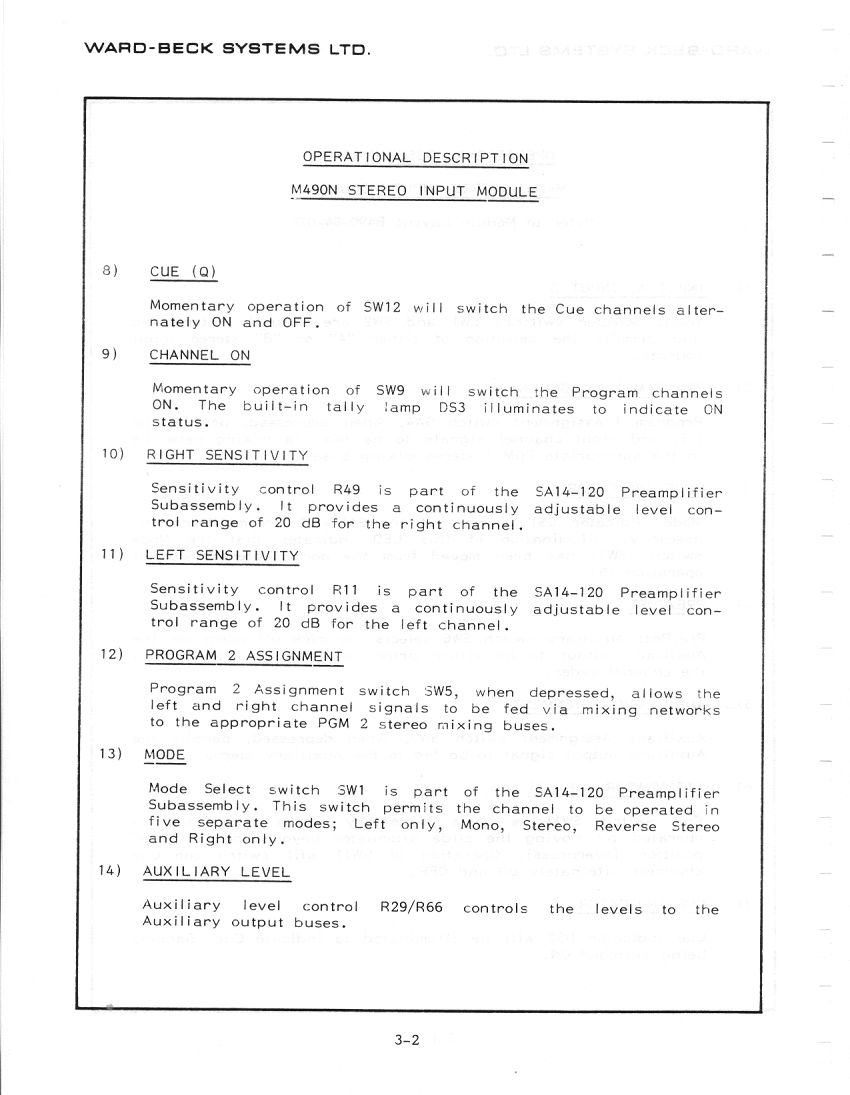 WARD-BECK SYSTEMS LTD.
OPERATIONAL DESCRIPTION
M490N STEREO INPUT MODULE
8) CUE (Q)
Momentary operation of SW12 will switch the Cue channels alter-
nately ON and OFF.
9) CHANNEL ON
Momentary operation of SW9 will switch the Program channels
ON. The built-in tally lamp DS3 illuminates to indicate ON
status.
10) RIGHT SENSITIVITY
Sensitivity control R49 is part of the SA14-120 Preamplifier
Subassembly. It provides a continuously adjustable level con-
trol range of 20 dB for the right channel.
11) LEFT SENSITIVITY
Sensitivity control R11 is part of the SA14-120 Preamplifier
Subassembly. It provides a continuously adjustable level con-
trol range of 20 dB for the left channel.
12) PROGRAM 2 ASSIGNMENT
Program 2 Assignment switch SW5, when depressed, allows the
left and right channel signals to be fed via mixing networks
to the appropriate PGM 2 stereo mixing buses.
13) MODE
Mode Select switch SW1 is part of the SA14-120 Preamplifier
Subassembly. This switch permits the channel to be operated in
five separate modes; Left only, Mono, Stereo, Reverse Stereo
and Right only.
14) AUXILIARY LEVEL
Auxiliary level control R29/R66 controls the levels to the
Auxiliary output buses.
3-2